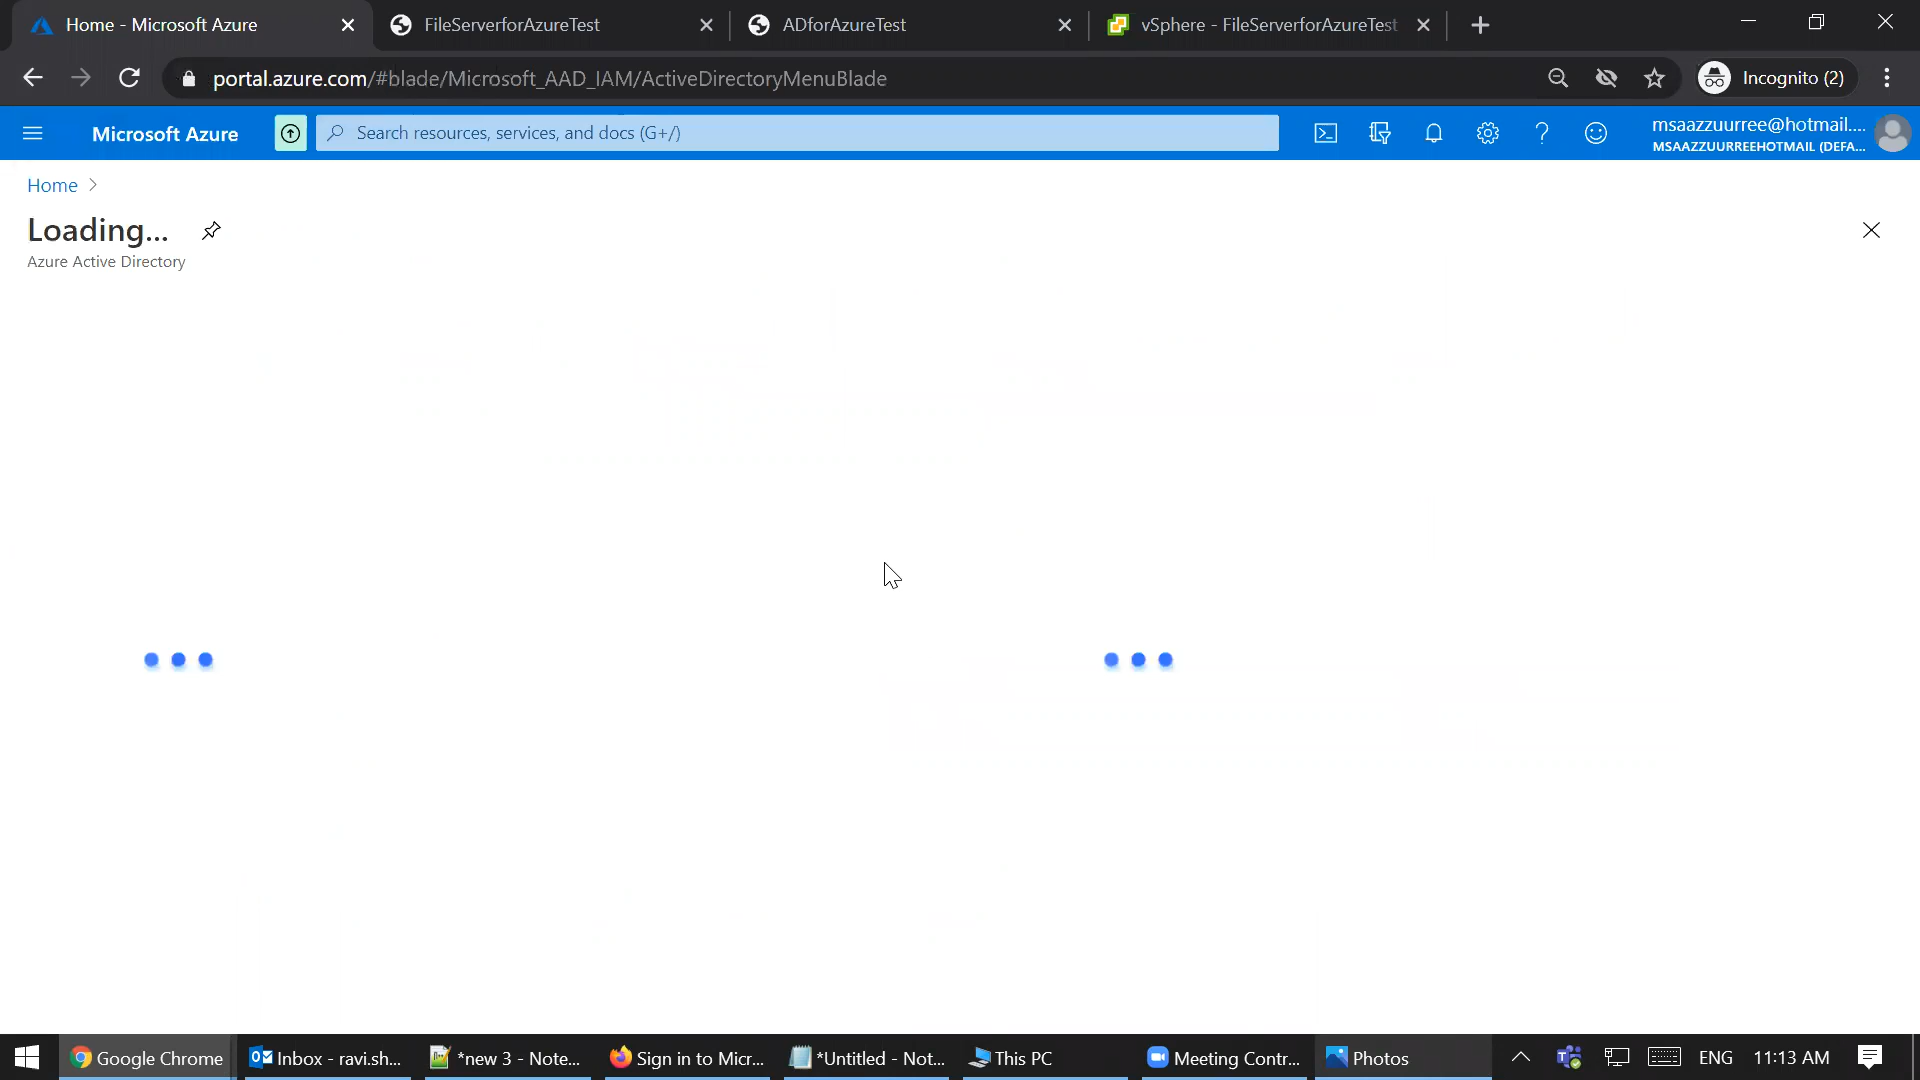 Home - Microsoft Azure
FileServerforAzureTest
ADforAzureTest
vSphere - FileServerforAzureTest
portal.azure.com/#blade/Microsoft_AAD_IAM/ActiveDirectoryMenuBlade
Incognito (2)
Microsoft Azure
Search resources, services, and docs (G+/)
msaazzuurree@hotmail....
MSAAZZUURREEHOTMAIL (DEFA...
Home
Loading...
Azure Active Directory
Google Chrome
Inbox - ravi.sh...
*new 3 - Note...
Sign in to Micr...
*Untitled - Not...
This PC
Meeting Contr...
Photos
ENG
11:13 AM